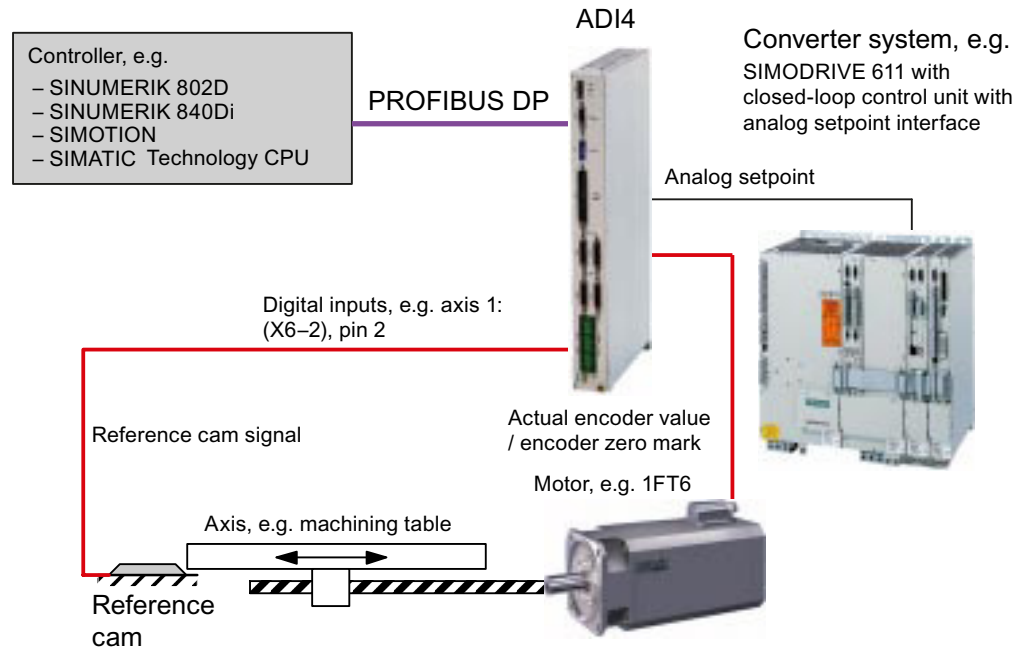 ADI4
Controller, e.g.
– SINUMERIK 802D
– SINUMERIK 840Di
– SIMOTION
– SIMATIC Technology CPU
PROFIBUS DP
Converter system, e.g.
SIMODRIVE 611 with
closed-loop control unit with
analog setpoint interface
Analog setpoint
Digital inputs, e.g. axis 1:
(X6–2), pin 2
Reference cam signal
Actual encoder value
/ encoder zero mark
Motor, e.g. 1FT6
Axis, e.g. machining table
Reference
cam